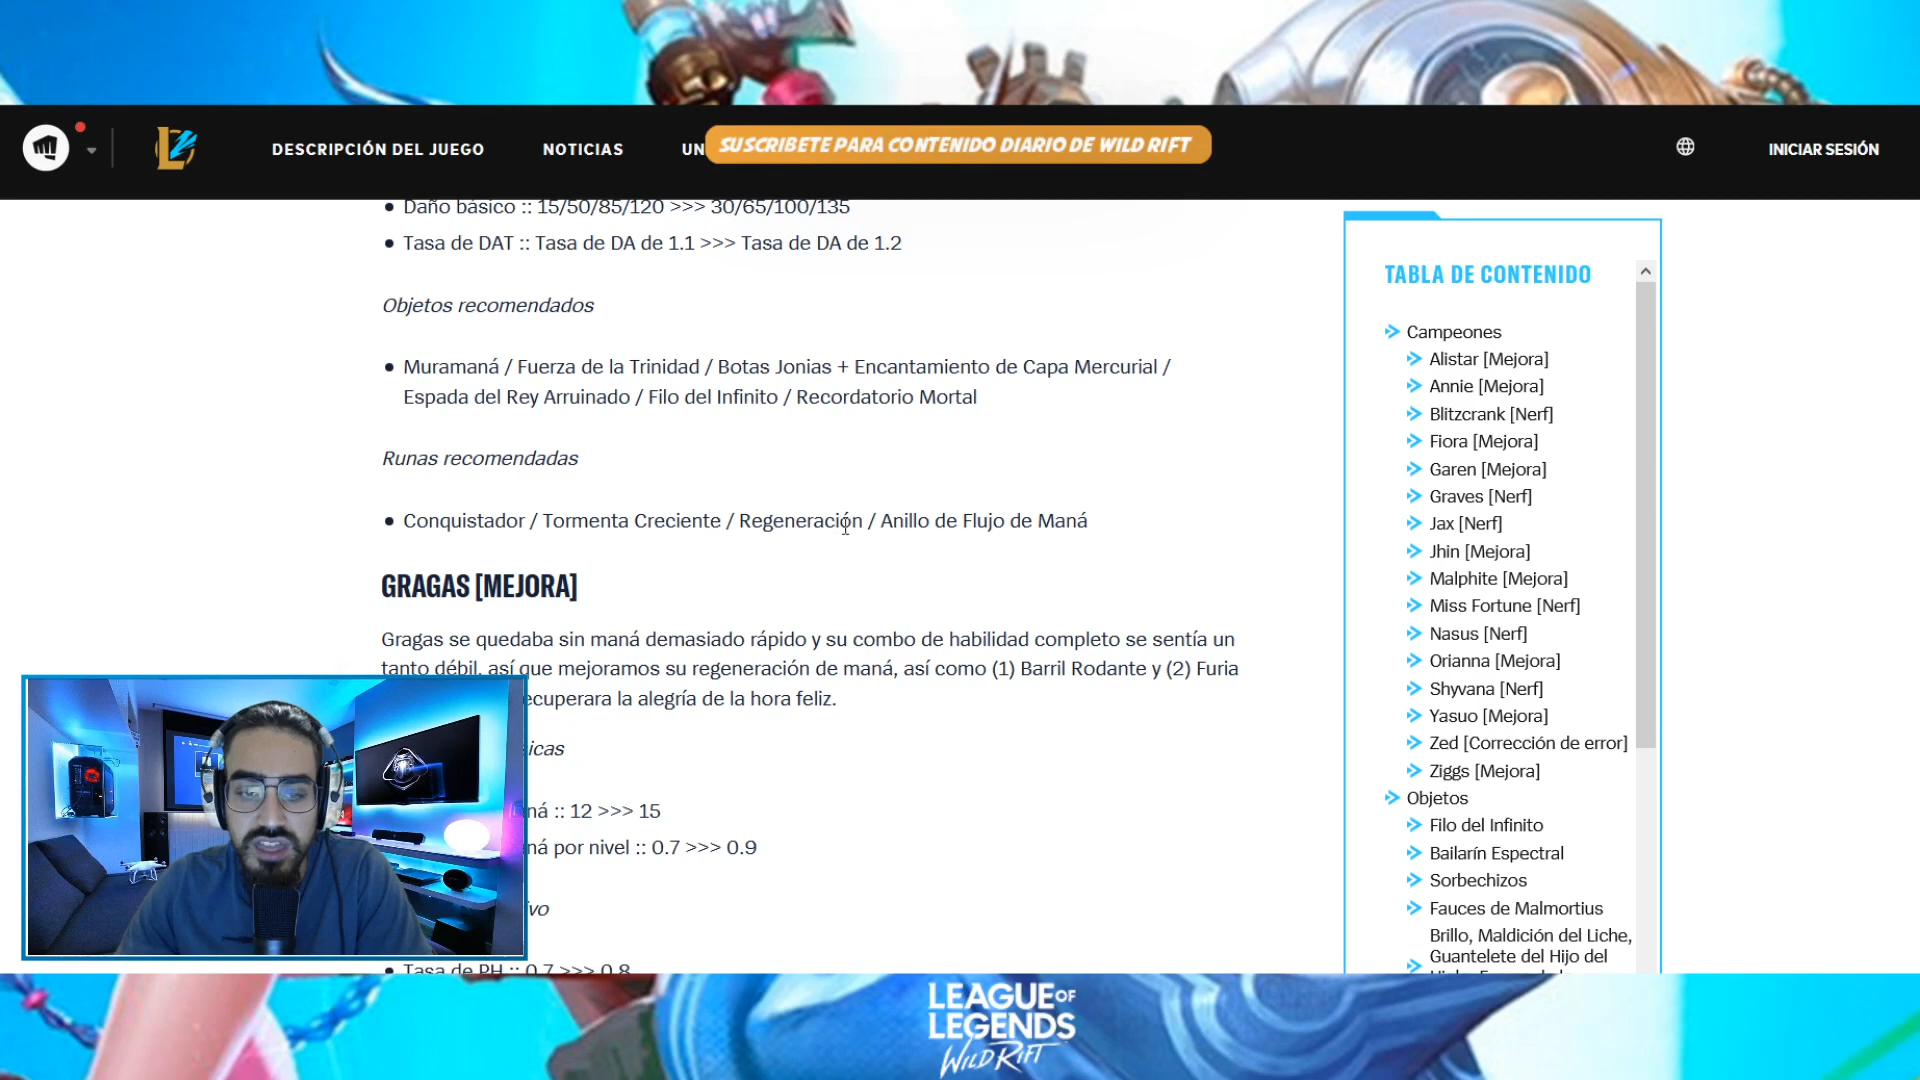 DESCRIPCIÓN DEL JUEGO
NOTICIAS
UN
SUSCRIBETE PARA CONTENIDO DIARIO DE WILD RIFT
INICIAR SESIÓN
• Daño básico :: 15/50/85/120 >>> 30/65/100/135
• Tasa de DAT :: Tasa de DA de 1.1 >>> Tasa de DA de 1.2
Objetos recomendados
• Muramaná / Fuerza de la Trinidad / Botas Jonias + Encantamiento de Capa Mercurial /
Espada del Rey Arruinado / Filo del Infinito / Recordatorio Mortal
Runas recomendadas
• Conquistador / Tormenta Creciente / Regeneración / Anillo de Flujo de Maná
GRAGAS [MEJORA]
Gragas se quedaba sin maná demasiado rápido y su combo de habilidad completo se sentía un
tanto débil, así que mejoramos su regeneración de maná, así como (1) Barril Rodante y (2) Furia
ecuperara la alegría de la hora feliz.
icas
ná :: 12 >>> 15
ná por nivel :: 0.7 >>> 0.9
ivo
• Tasa de PH :: 0.7 >>> 0.8
TABLA DE CONTENIDO
Campeones
Alistar [Mejora]
Annie [Mejora]
Blitzcrank [Nerf]
Fiora [Mejora]
Garen [Mejora]
Graves [Nerf]
Jax [Nerf]
Jhin [Mejora]
Malphite [Mejora]
Miss Fortune [Nerf]
Nasus [Nerf]
Orianna [Mejora]
Shyvana [Nerf]
Yasuo [Mejora]
Zed [Corrección de error]
Ziggs [Mejora]
Objetos
Filo del Infinito
Bailarín Espectral
Sorbechizos
Fauces de Malmortius
Brillo, Maldición del Liche,
Guantelete del Hijo del
LEAGUE OF
LEGENDS
WILD RIFT